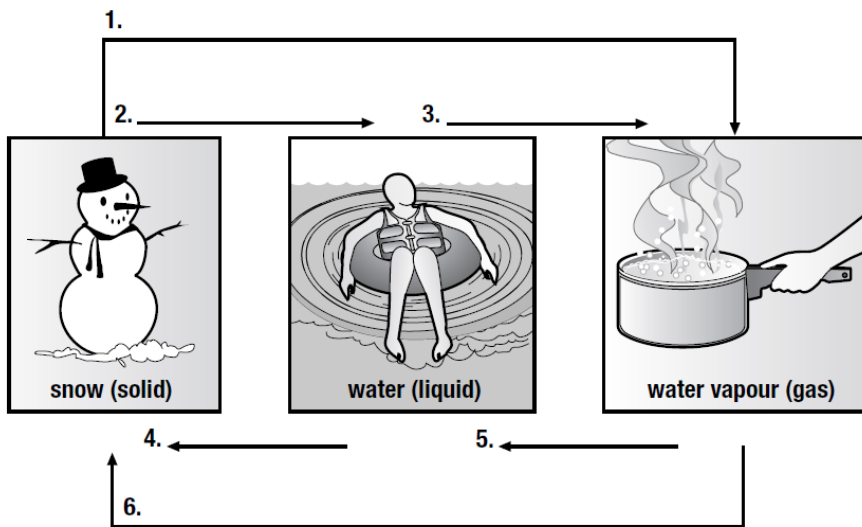 1.
2.
3.
snow (solid)
water (liquid)
water vapour (gas)
4.
5.
6.